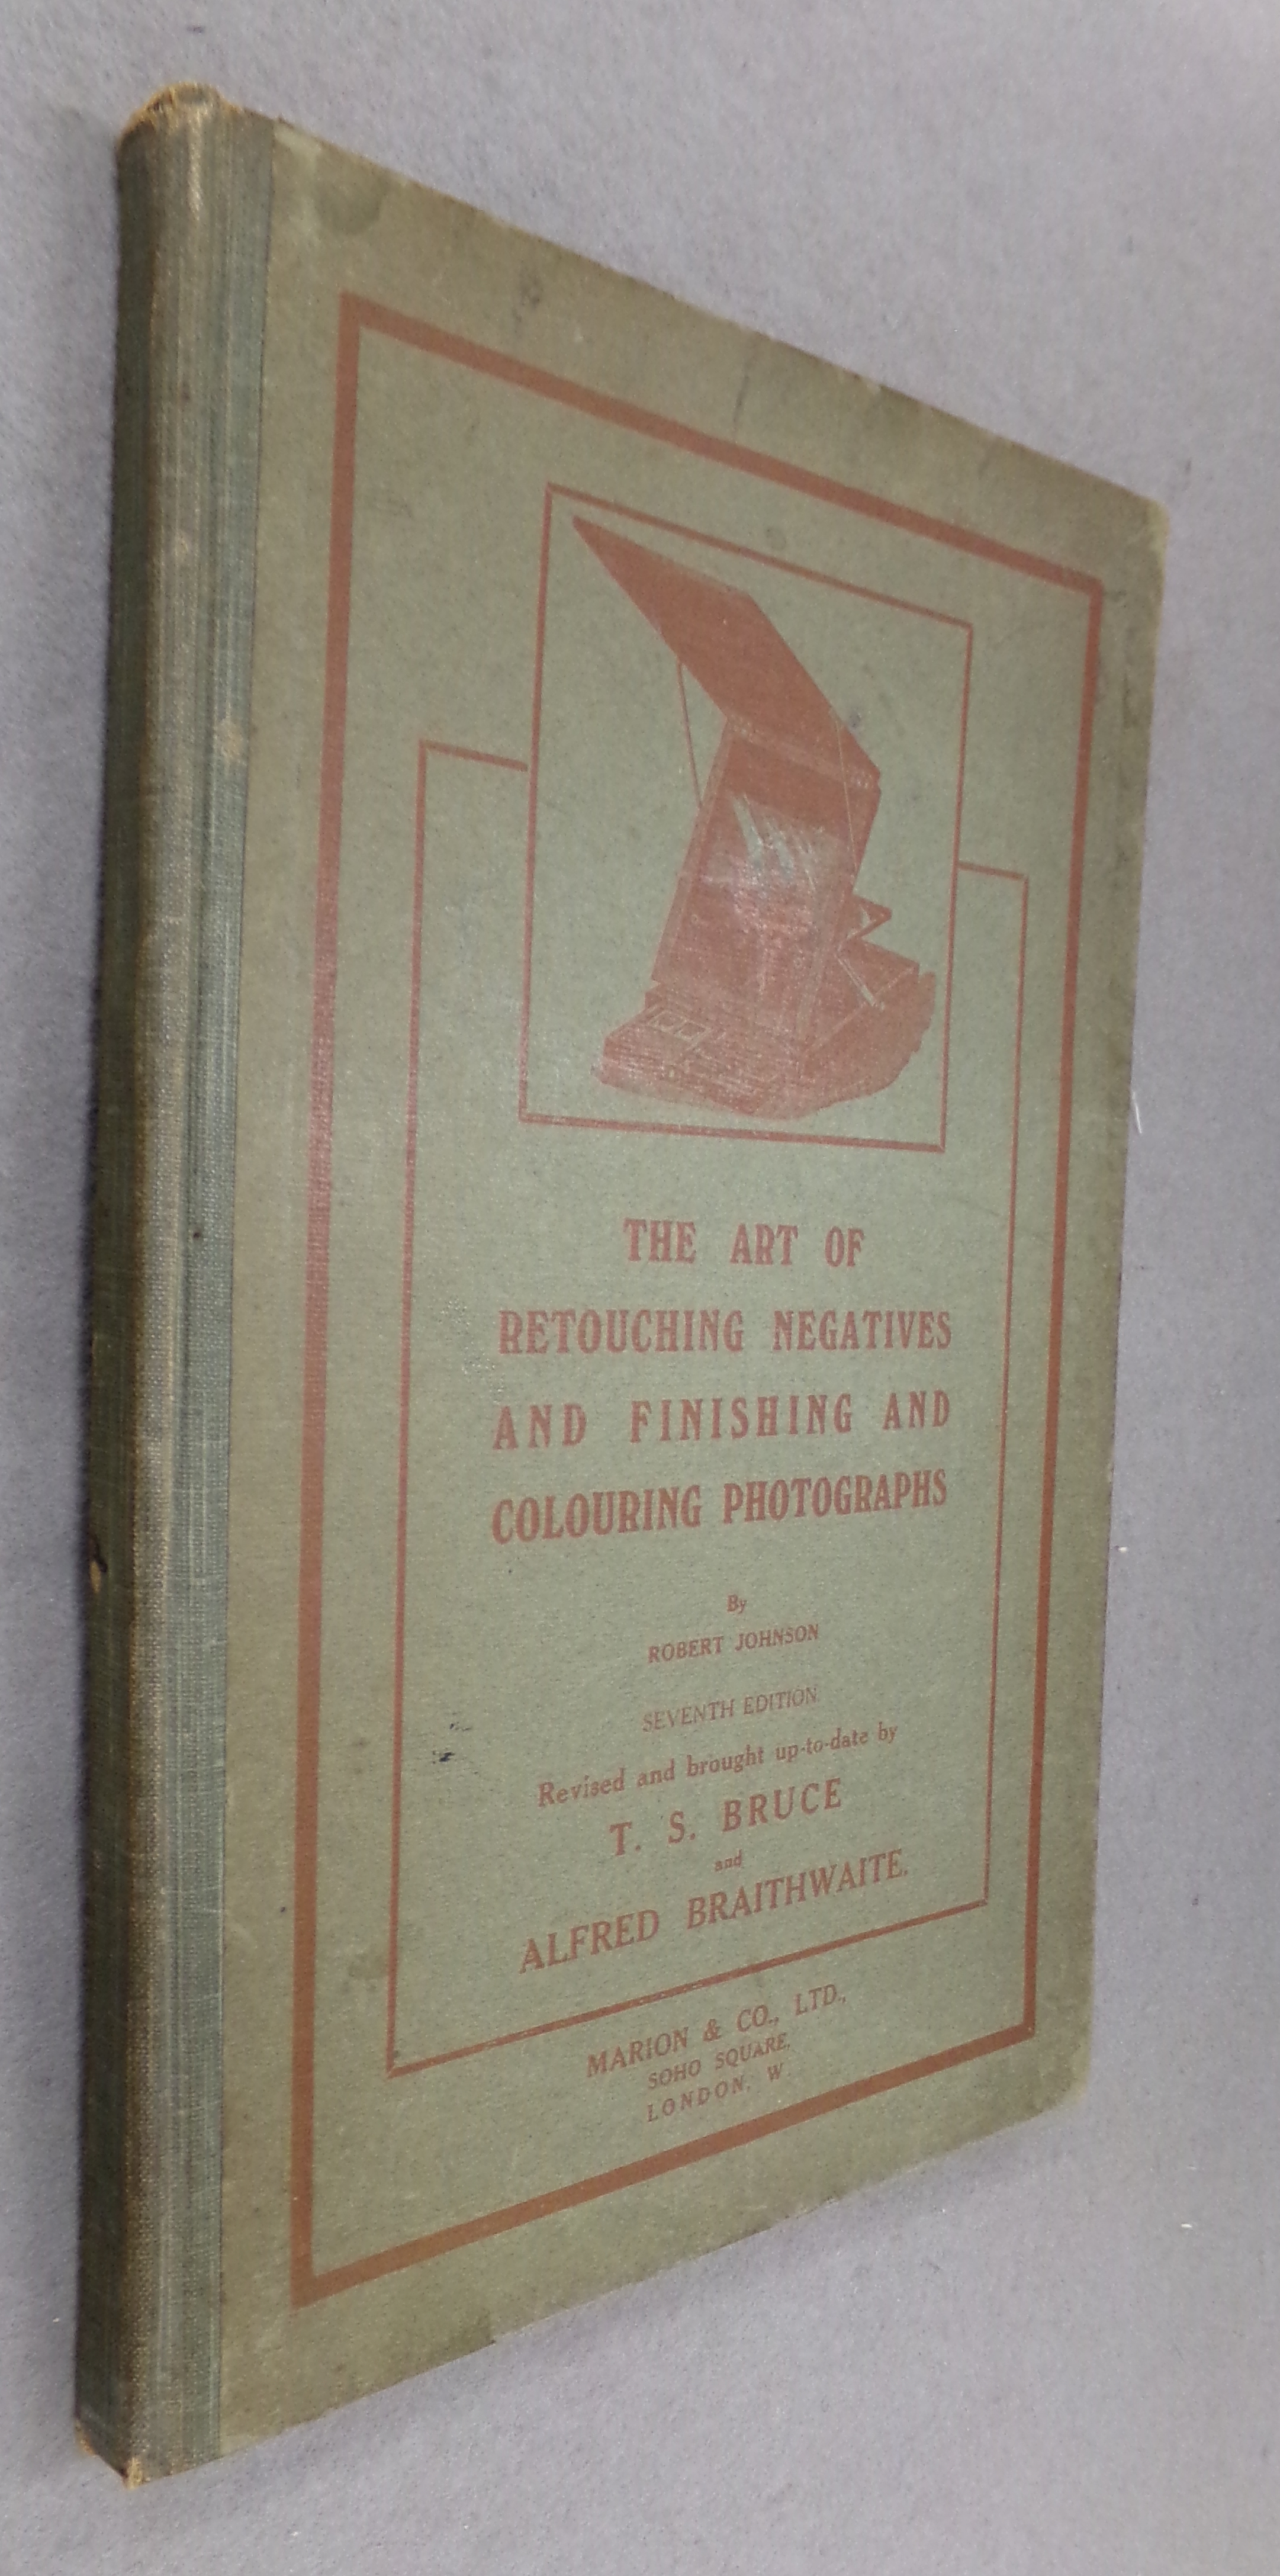 THE ART OF
RETOUCHING NEGATIVES
AND FINISHING AND
COLOURING PHOTOGRAPHS
By
ROBERT JOHNSON
SEVENTH EDITION
Revised and brought up-to-date by
T. S. BRUCE
and
ALFRED BRAITHWAITE.
MARION & CO., LTD.,
SOHO SQUARE,
LONDON, W.